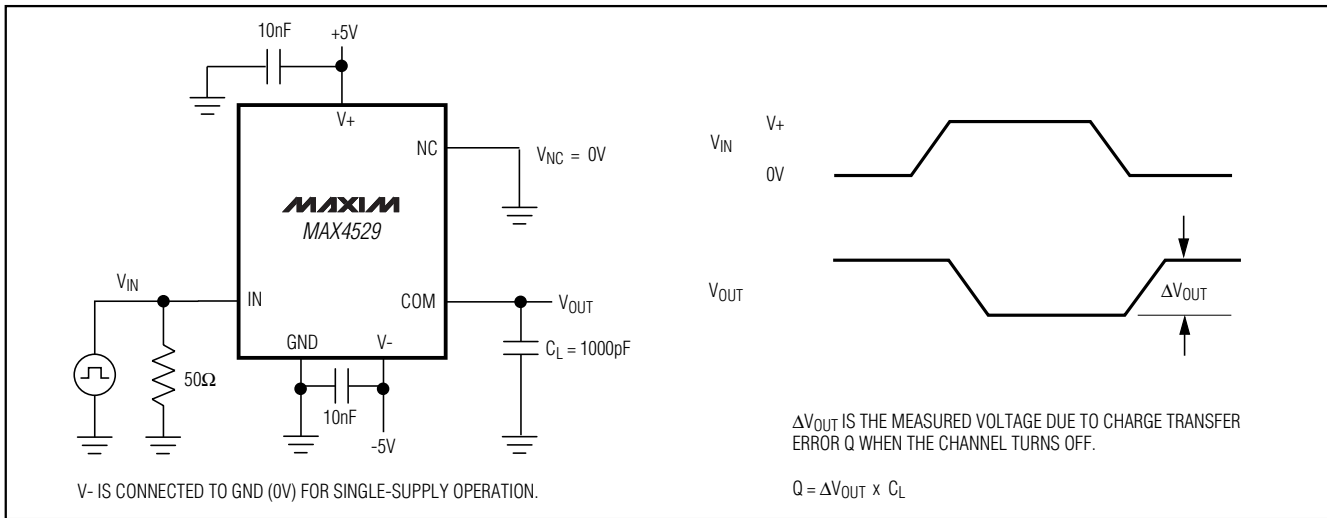 10nF
+5V
V+
NC
V_NC = 0V
MAXIM
MAX4529
V_IN
IN
COM
V_OUT
GND
V-
C_L = 1000pF
50Ω
10nF
-5V
V- IS CONNECTED TO GND (0V) FOR SINGLE-SUPPLY OPERATION.
V_IN
V+
0V
V_OUT
ΔV_OUT
ΔV_OUT IS THE MEASURED VOLTAGE DUE TO CHARGE TRANSFER
ERROR Q WHEN THE CHANNEL TURNS OFF.
Q = ΔV_OUT x C_L